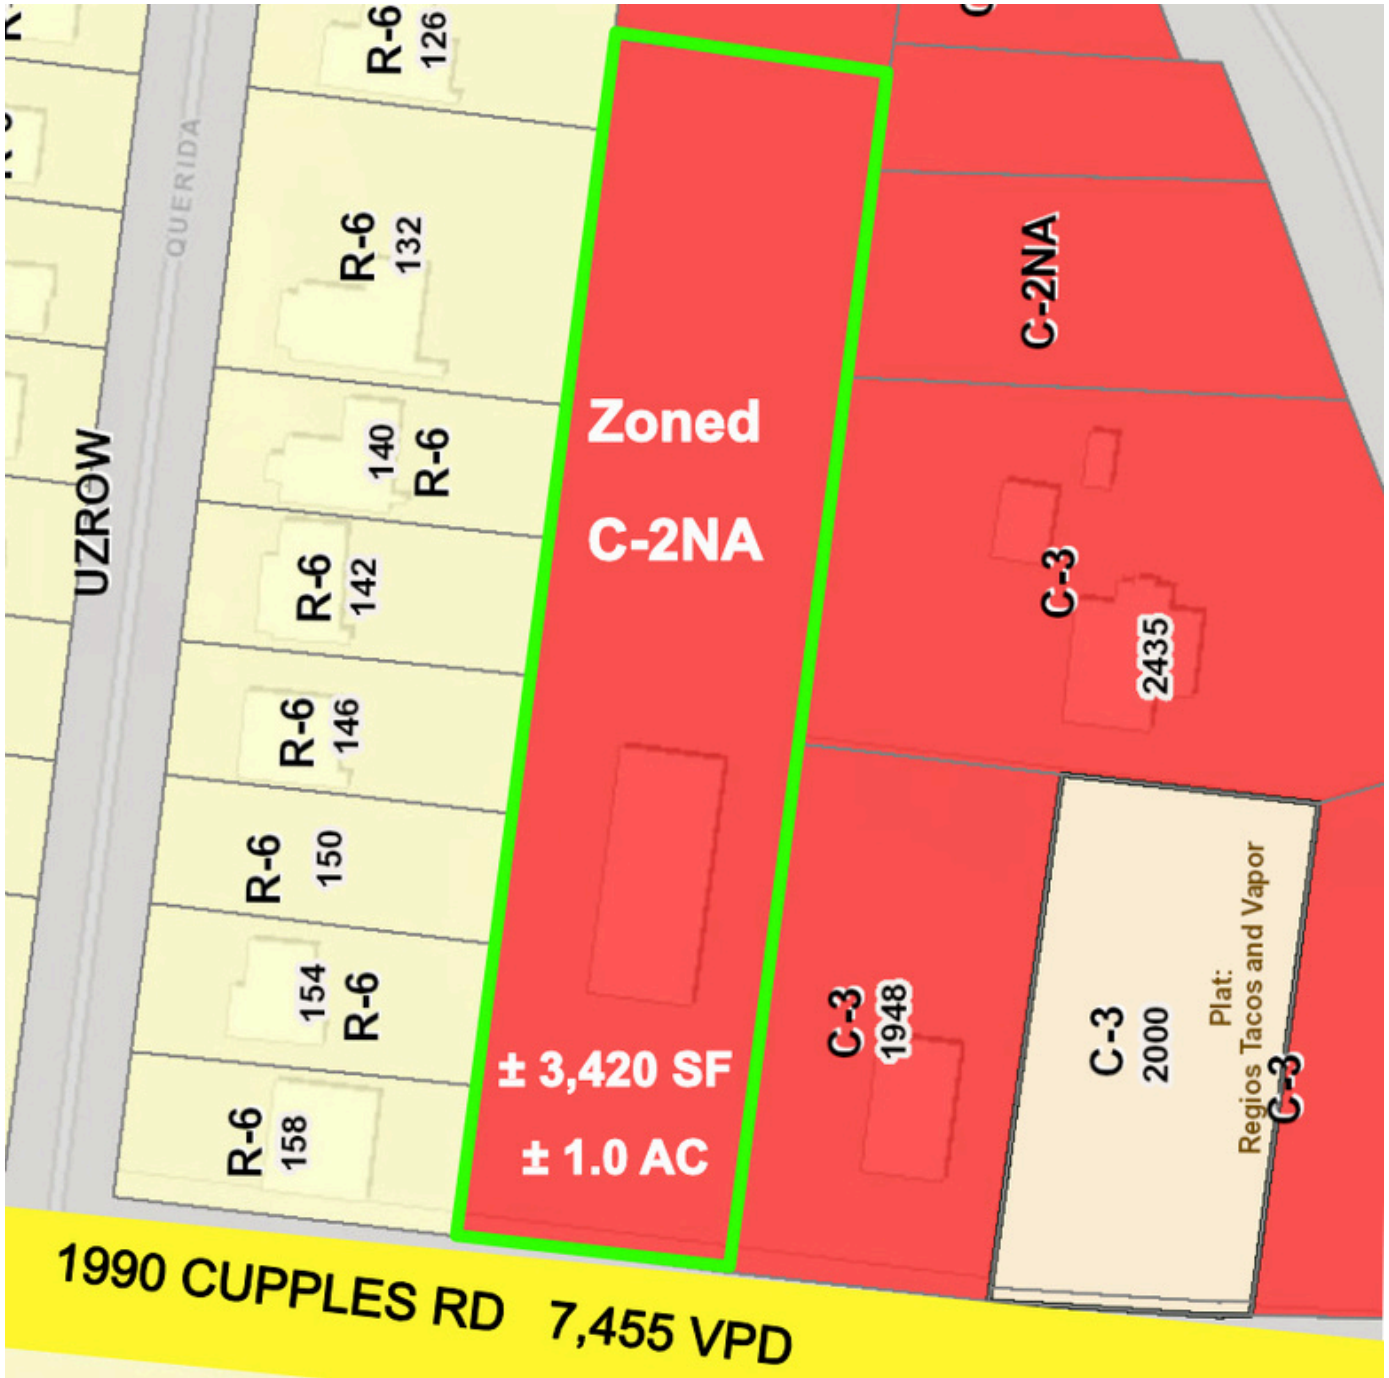 R-6
126
QUERIDA
R-6
132
C-2NA
Zoned
C-2NA
140
R-6
UZROW
R-6
142
C-3
2435
R-6
146
R-6
150
Plat:
Regios Tacos and Vapor
R-6
154
C-3
1948
C-3
2000
C-3
± 3,420 SF
± 1.0 AC
R-6
158
1990 CUPPLES RD 7,455 VPD